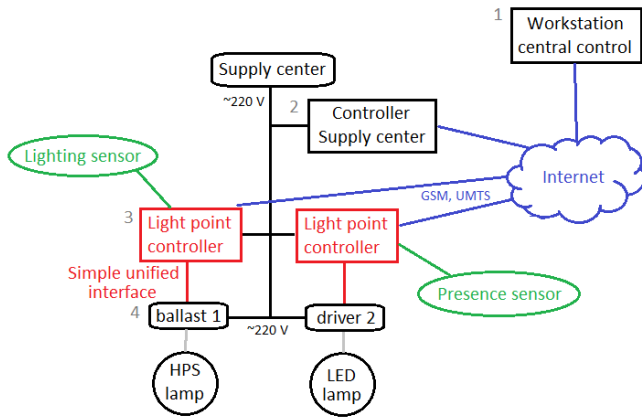 1
Workstation
central control
Supply center
~220 V
2
Controller
Supply center
Lighting sensor
Internet
GSM, UMTS
3
Light point
controller
Light point
controller
Simple unified
interface
Presence sensor
4
ballast 1
~220 V
driver 2
HPS
lamp
LED
lamp